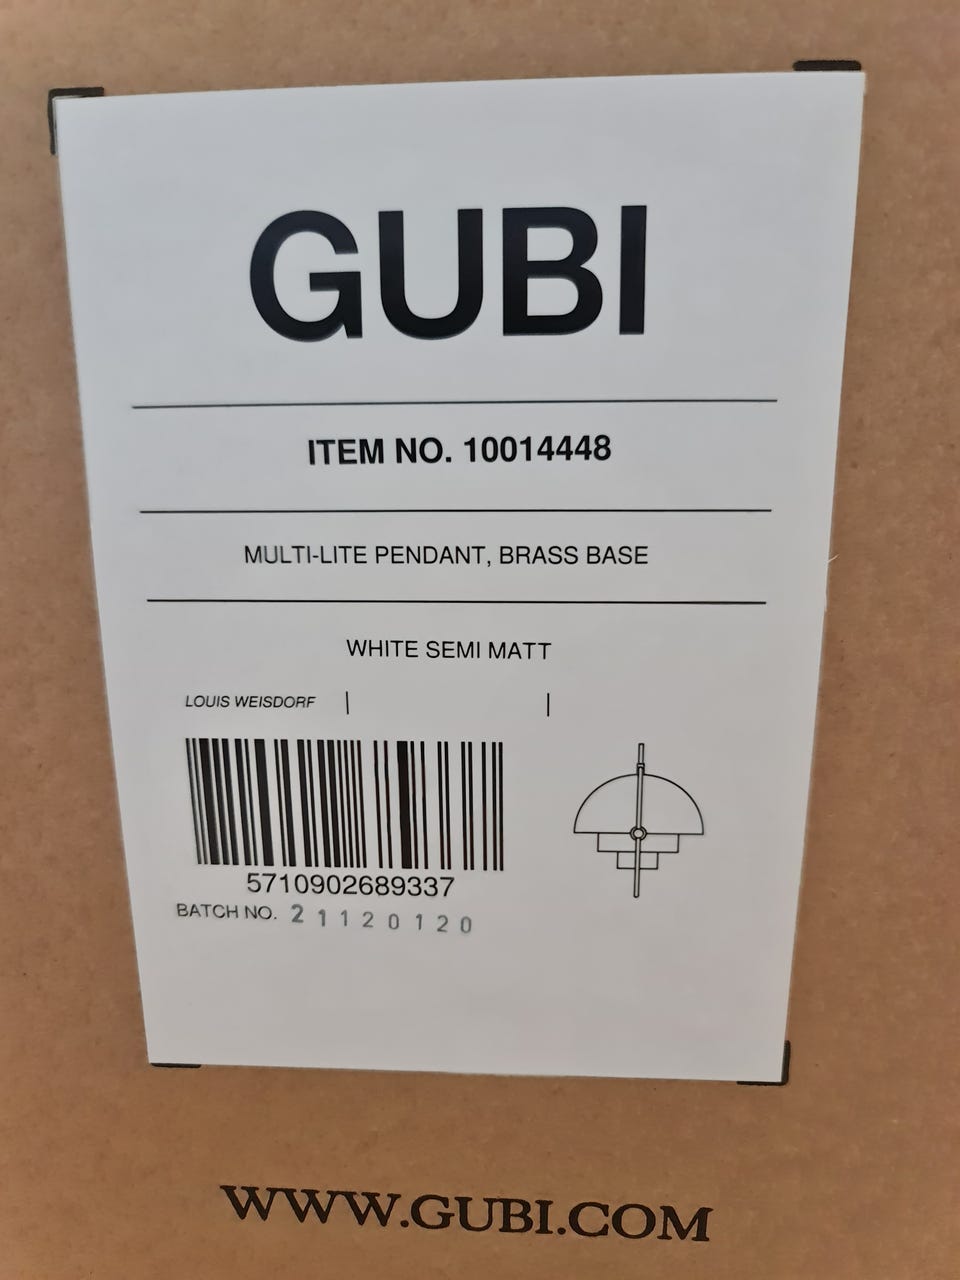 GUBI
ITEM NO. 10014448
MULTI-LITE PENDANT, BRASS BASE
WHITE SEMI MATT
LOUIS WEISDORF
5710902689337
BATCH NO. 21120120
WWW.GUBI.COM